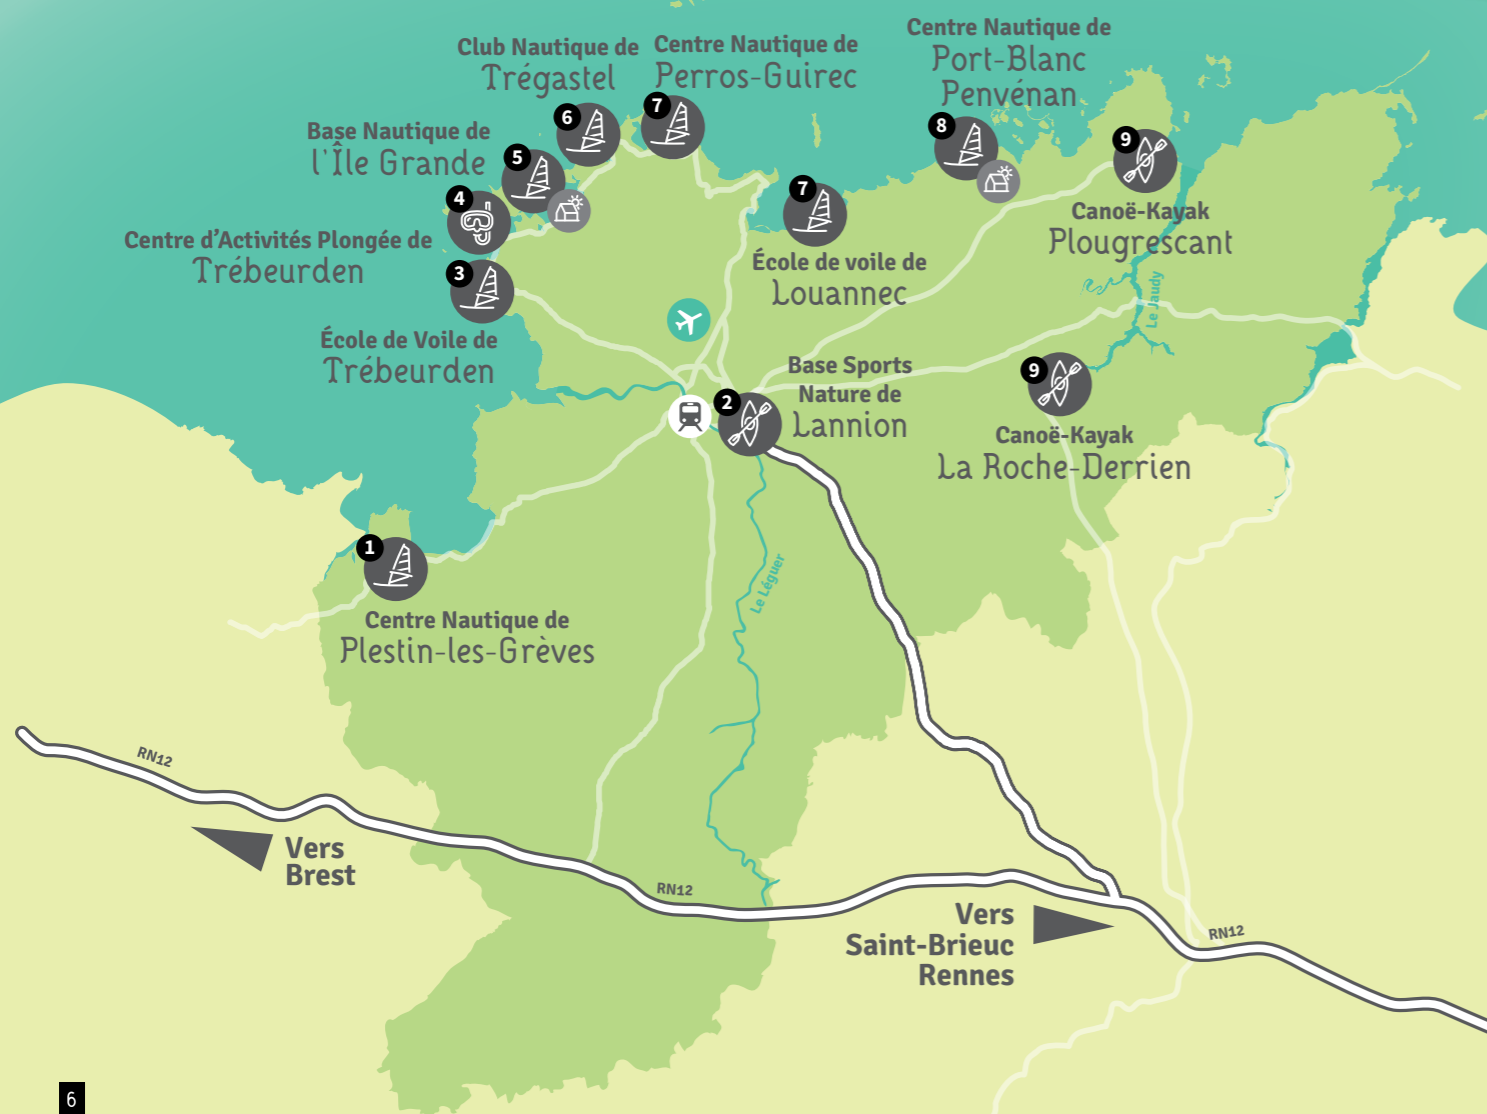 Club Nautique de
Trégastel
6
Centre Nautique de
Perros-Guirec
7
Centre Nautique de
Port-Blanc
Penvénan
8
Base Nautique de
l'Île Grande
5
9
Canoë-Kayak
Plougrescant
4
Centre d'Activités Plongée de
Trébeurden
7
École de voile de
Louannec
3
École de Voile de
Trébeurden
Le Jaudy
2
Base Sports
Nature de
Lannion
9
Canoë-Kayak
La Roche-Derrien
1
Centre Nautique de
Plestin-les-Grèves
Le Léguer
RN12
Vers
Brest
RN12
Vers
Saint-Brieuc
Rennes
RN12
6